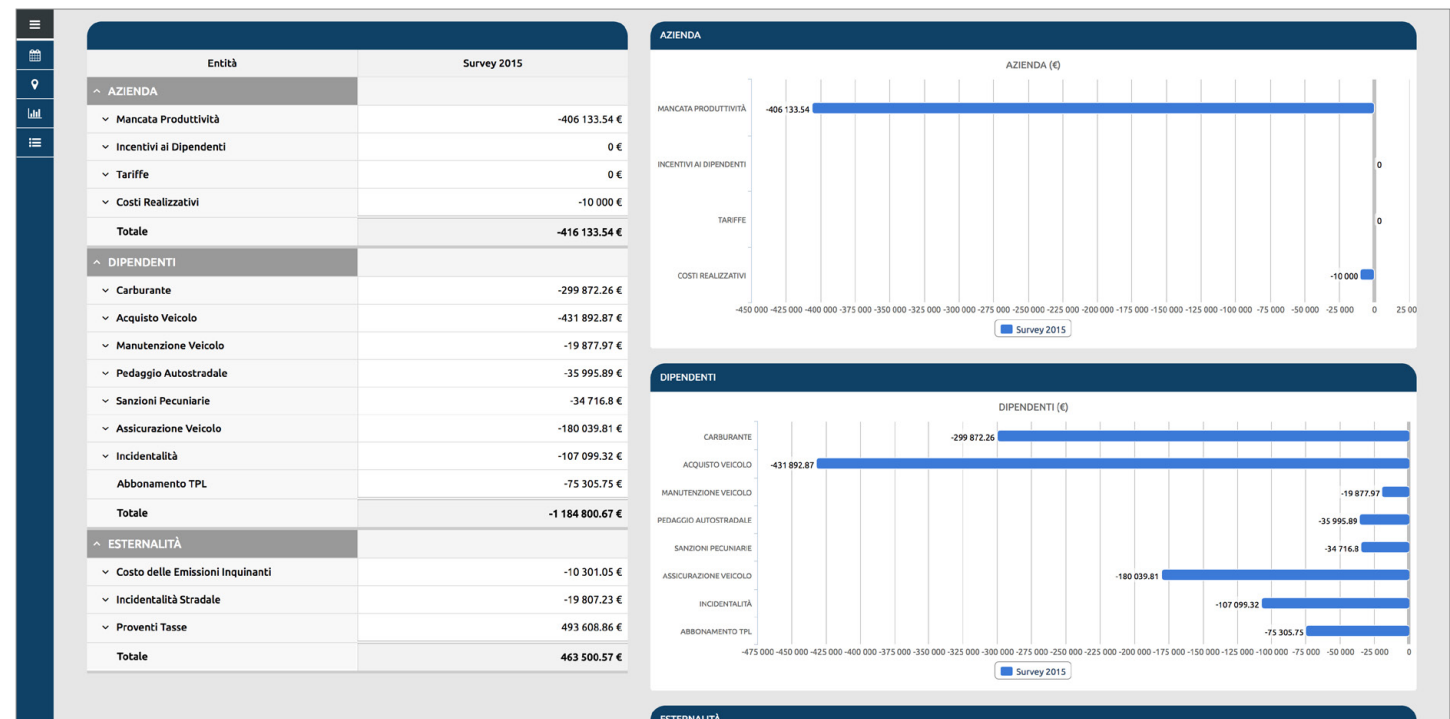 Entità Survey 2015
AZIENDA
Mancata Produttività -406 133.54 €
Incentivi ai Dipendenti 0 €
Tariffe 0 €
Costi Realizzativi -10 000 €
Totale -416 133.54 €
DIPENDENTI
Carburante -299 872.26 €
Acquisto Veicolo -431 892.87 €
Manutenzione Veicolo -19 877.97 €
Pedaggio Autostradale -35 995.89 €
Sanzioni Pecuniarie -34 716.8 €
Assicurazione Veicolo -180 039.81 €
Incidentalità -107 099.32 €
Abbonamento TPL -75 305.75 €
Totale -1 184 800.67 €
ESTERNALITÀ
Costo delle Emissioni Inquinanti -10 301.05 €
Incidentalità Stradale -19 807.23 €
Proventi Tasse 493 608.86 €
Totale 463 500.57 €
AZIENDA
AZIENDA (€)
MANCATA PRODUTTIVITÀ -406 133.54
INCENTIVI AI DIPENDENTI 0
TARIFFE 0
COSTI REALIZZATIVI -10 000
-450 000 -425 000 -400 000 -375 000 -350 000 -325 000 -300 000 -275 000 -250 000 -225 000 -200 000 -175 000 -150 000 -125 000 -100 000 -75 000 -50 000 -25 000 0 25 00
Survey 2015
DIPENDENTI
DIPENDENTI (€)
CARBURANTE -299 872.26
ACQUISTO VEICOLO -431 892.87
MANUTENZIONE VEICOLO -19 877.97
PEDAGGIO AUTOSTRADALE -35 995.89
SANZIONI PECUNIARIE -34 716.8
ASSICURAZIONE VEICOLO -180 039.81
INCIDENTALITÀ -107 099.32
ABBONAMENTO TPL -75 305.75
-475 000 -450 000 -425 000 -400 000 -375 000 -350 000 -325 000 -300 000 -275 000 -250 000 -225 000 -200 000 -175 000 -150 000 -125 000 -100 000 -75 000 -50 000 -25 000 0
Survey 2015
ESTERNALITÀ